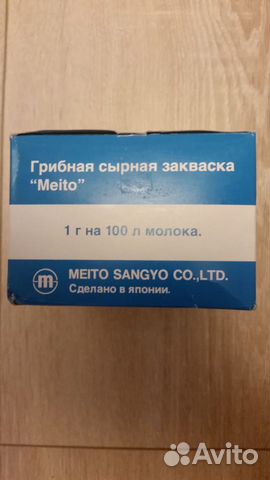 Грибная сырная закваска
“Meito”
1 г на 100 л молока.
m
MEITO SANGYO CO.,LTD.
Сделано в японии.
Avito